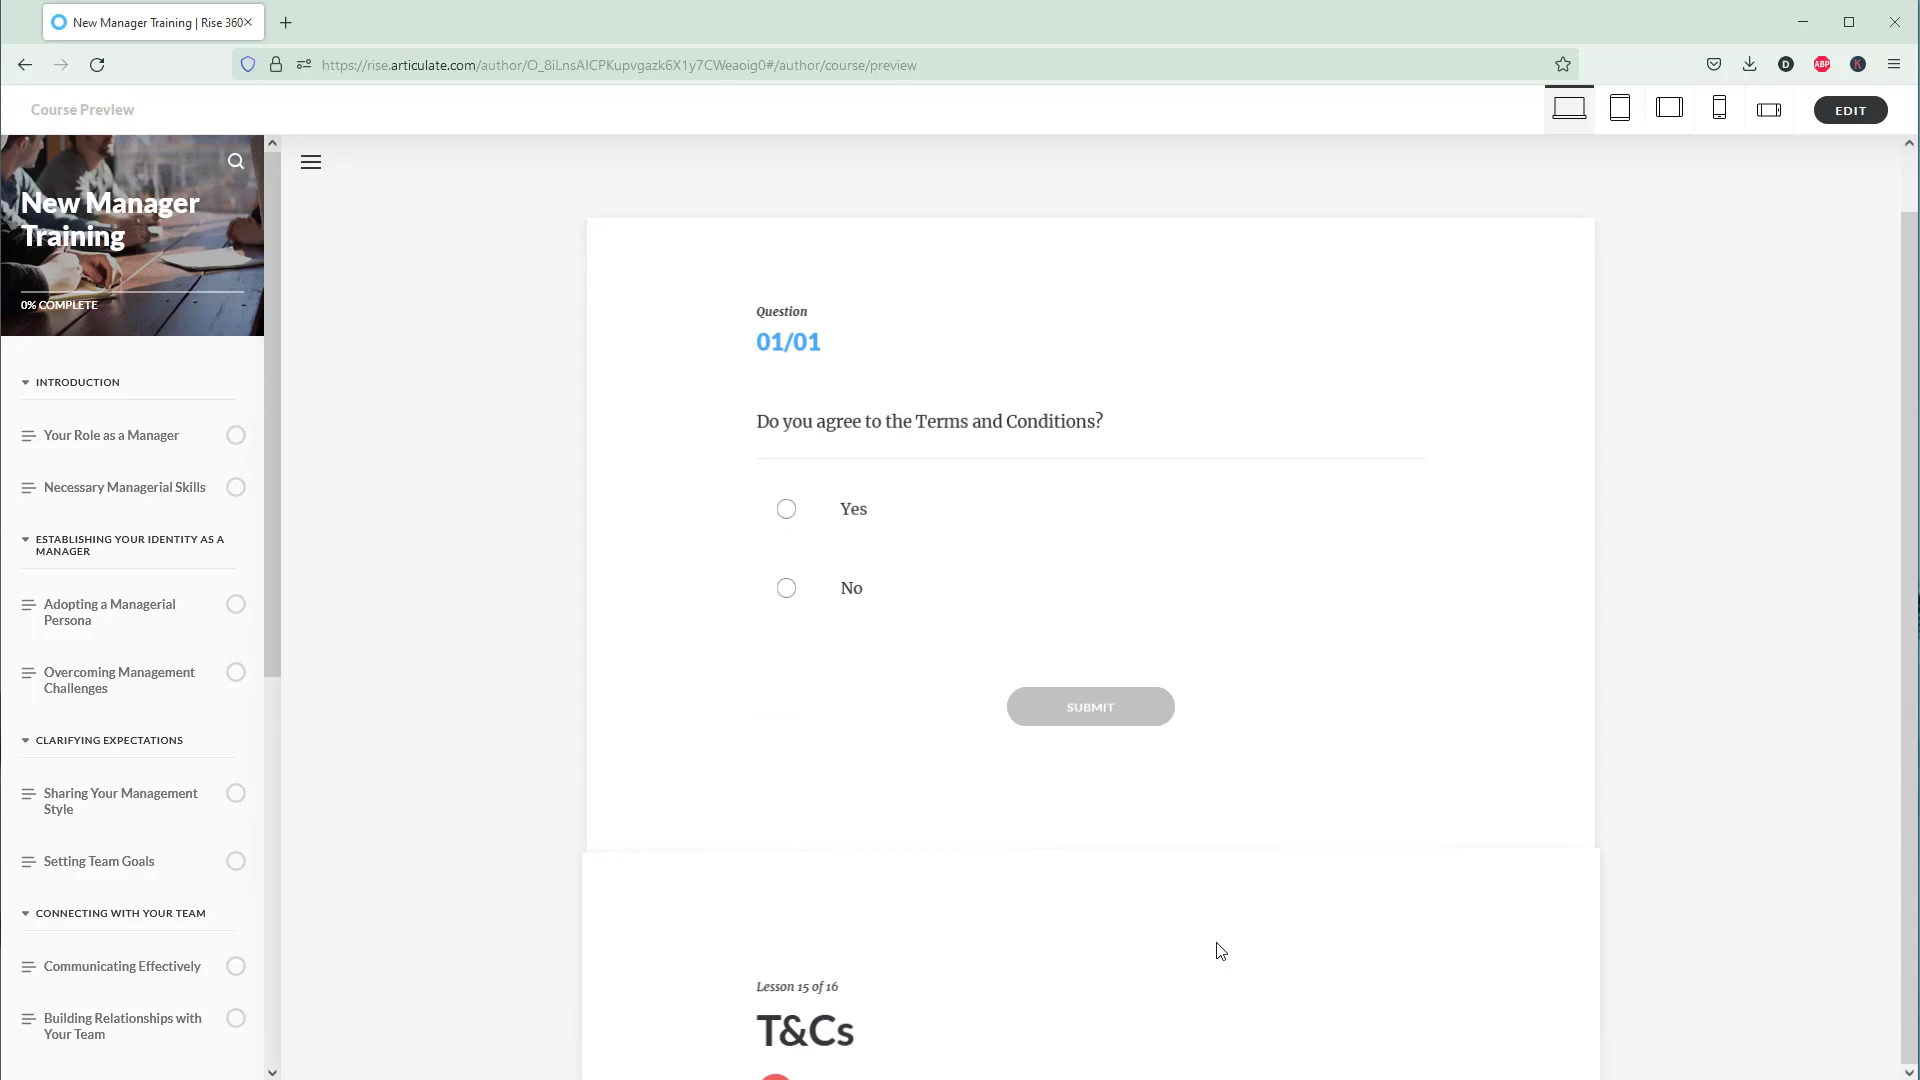 New Manager Training | Rise 360
https://rise.articulate.com/author/O_8iLnsAICPKupvgazk6X1y7CWeaoig0#/author/course/preview
D
ABP
K
Course Preview
EDIT
New Manager
Training
0% COMPLETE
INTRODUCTION
Your Role as a Manager
Necessary Managerial Skills
ESTABLISHING YOUR IDENTITY AS A
MANAGER
Adopting a Managerial
Persona
Overcoming Management
Challenges
CLARIFYING EXPECTATIONS
Sharing Your Management
Style
Setting Team Goals
CONNECTING WITH YOUR TEAM
Communicating Effectively
Building Relationships with
Your Team
Question
01/01
Do you agree to the Terms and Conditions?
Yes
No
SUBMIT
Lesson 15 of 16
T&Cs